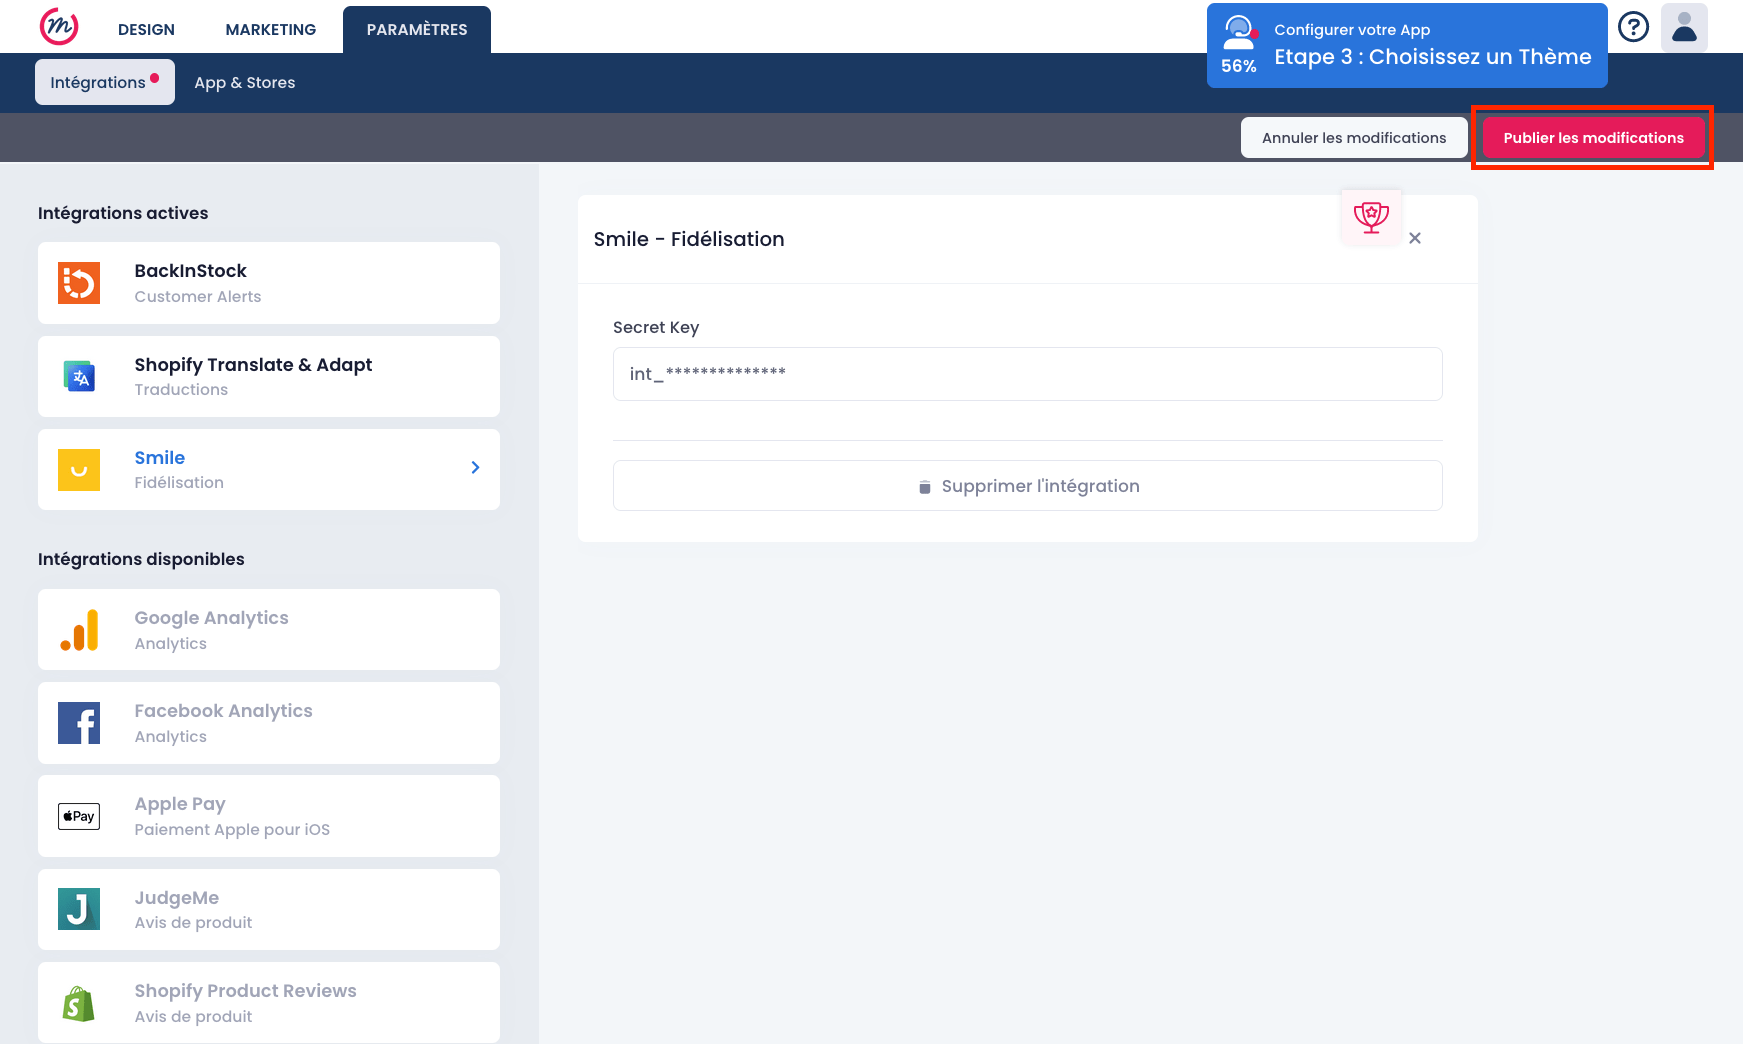 DESIGN
MARKETING
PARAMÈTRES
Configurer votre App
Etape 3 : Choisissez un Thème
56%
Intégrations
App & Stores
Annuler les modifications
Publier les modifications
Intégrations actives
BackInStock
Customer Alerts
Shopify Translate & Adapt
Traductions
Smile
Fidélisation
Intégrations disponibles
Google Analytics
Analytics
Facebook Analytics
Analytics
Pay
Apple Pay
Paiement Apple pour iOS
JudgeMe
Avis de produit
Shopify Product Reviews
Avis de produit
Smile - Fidélisation
Secret Key
int_**************
Supprimer l'intégration